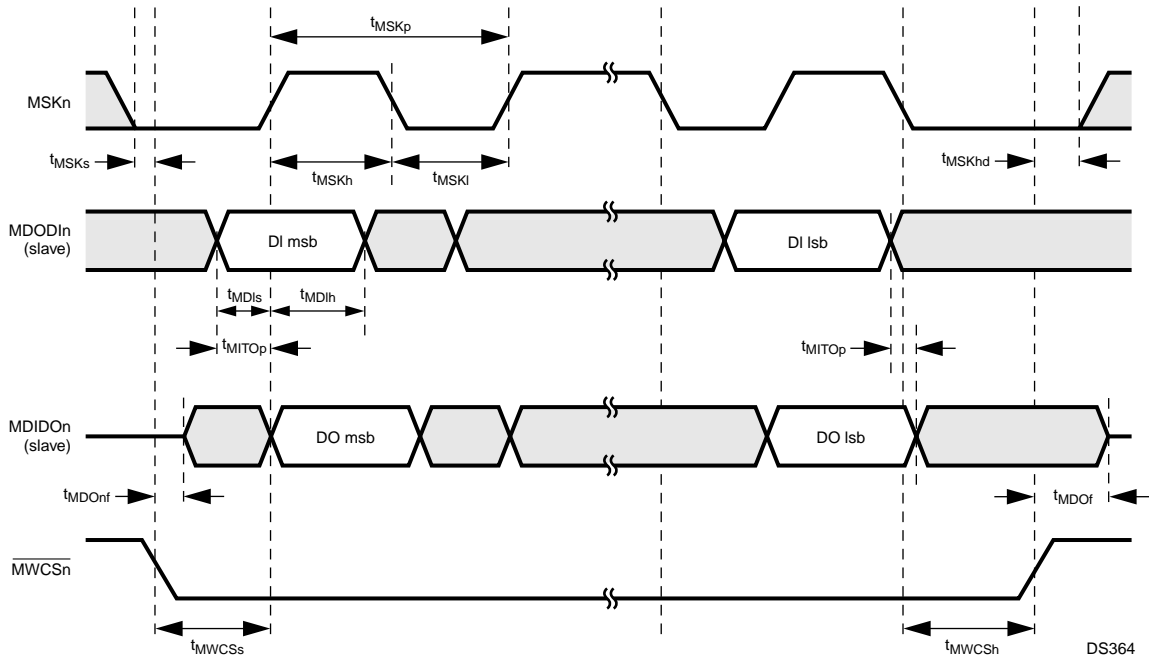 tMSKp
MSKn
tMSKs
tMSKh
tMSKl
tMSKhd
MDODIn
(slave)
DI msb
DI lsb
tMDIs
tMDIh
tMITOp
tMITOp
MDIDOn
(slave)
DO msb
DO lsb
tMDOnf
tMDOf
MWCSn
tMWCSs
tMWCSh
DS364